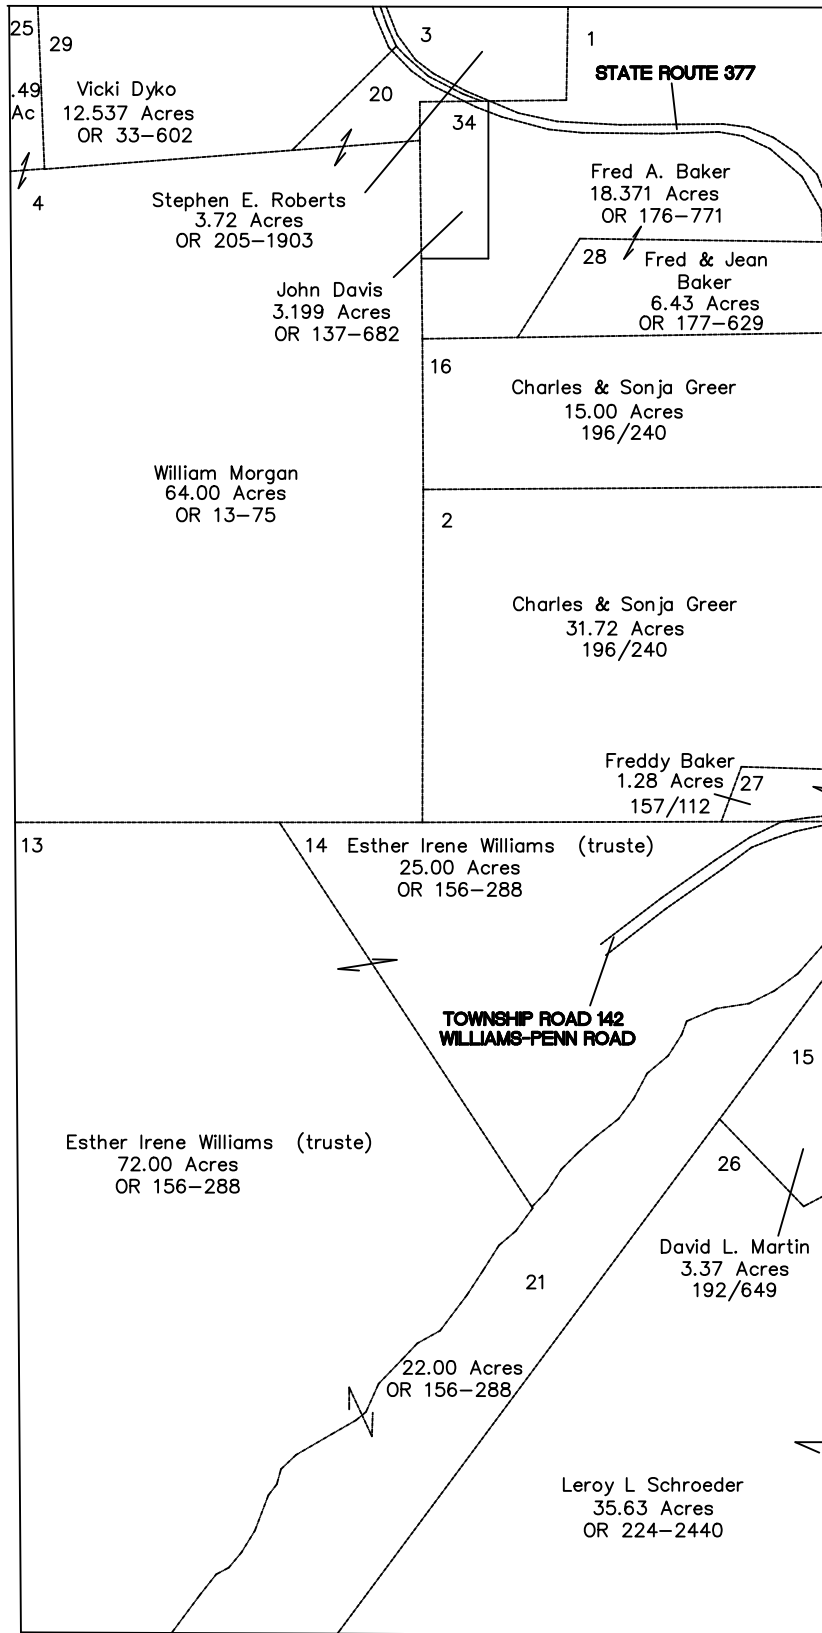 25
29
3
1
.49
Ac
Vicki Dyko
12.537 Acres
OR 33-602
20
STATE ROUTE 377
34
4
Stephen E. Roberts
3.72 Acres
OR 205-1903
Fred A. Baker
18.371 Acres
OR 176-771
28
Fred & Jean
Baker
6.43 Acres
OR 177-629
John Davis
3.199 Acres
OR 137-682
16
Charles & Sonja Greer
15.00 Acres
196/240
William Morgan
64.00 Acres
OR 13-75
2
Charles & Sonja Greer
31.72 Acres
196/240
Freddy Baker
1.28 Acres
157/112
27
13
14
Esther Irene Williams (truste)
25.00 Acres
OR 156-288
TOWNSHIP ROAD 142
WILLIAMS-PENN ROAD
15
Esther Irene Williams (truste)
72.00 Acres
OR 156-288
26
David L. Martin
3.37 Acres
192/649
21
22.00 Acres
OR 156-288
Leroy L Schroeder
35.63 Acres
OR 224-2440